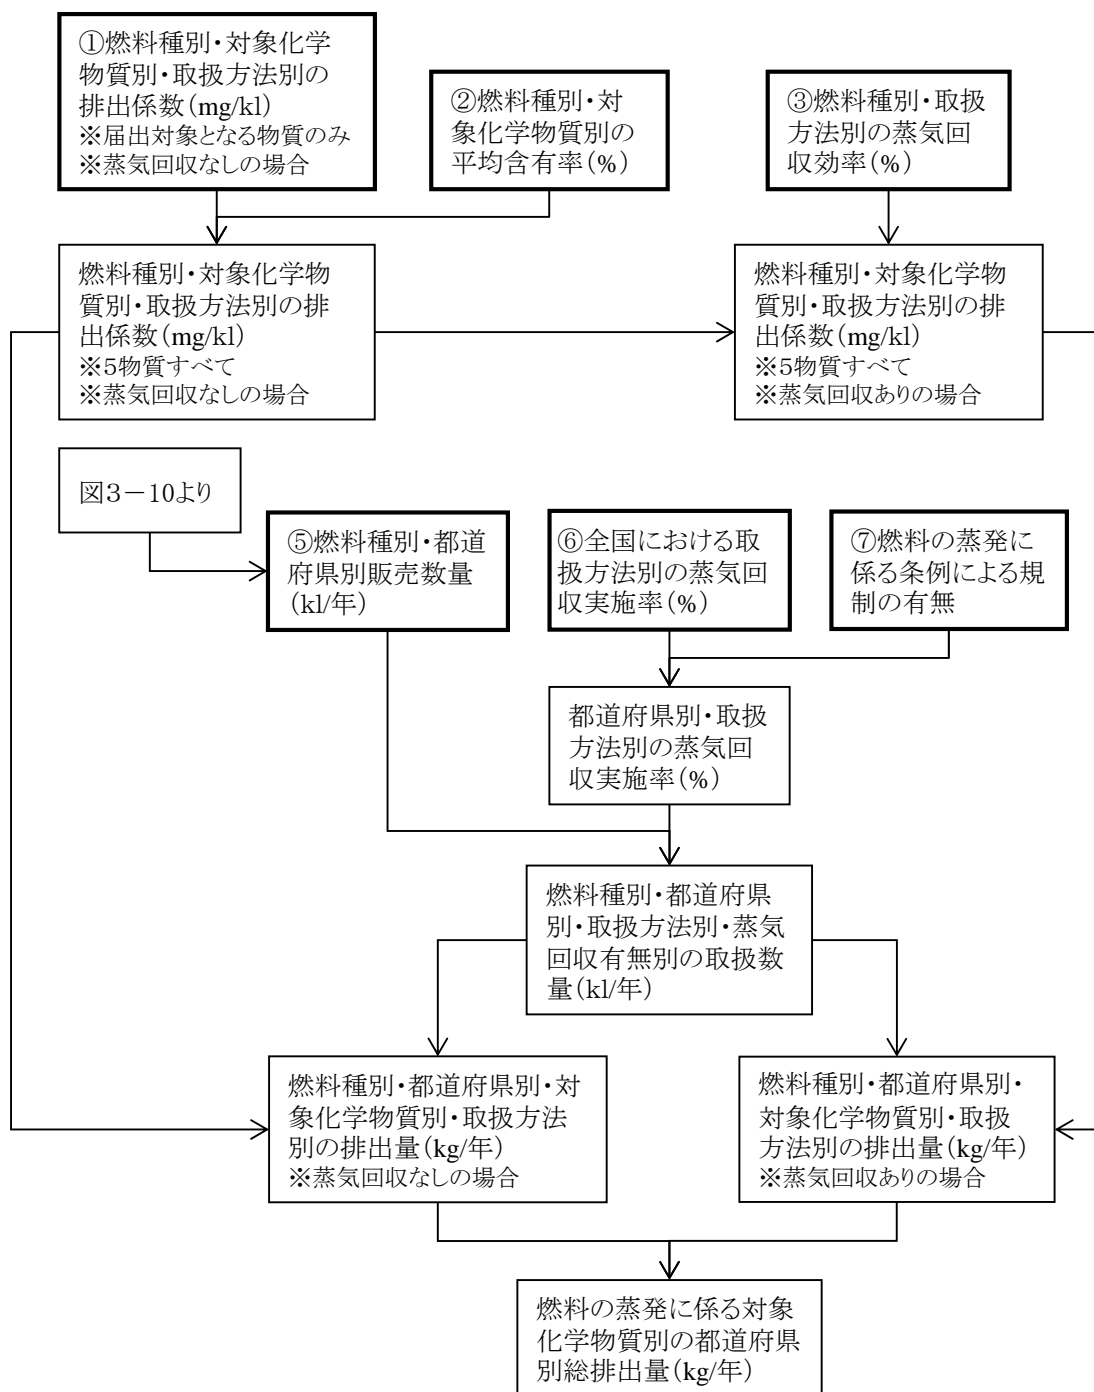 ①燃料種別・対象化学
物質別・取扱方法別の
排出係数(mg/kl)
※届出対象となる物質のみ
※蒸気回収なしの場合
②燃料種別・対
象化学物質別の
平均含有率(%)
③燃料種別・取扱
方法別の蒸気回
収効率(%)
燃料種別・対象化学物
質別・取扱方法別の排
出係数(mg/kl)
※5物質すべて
※蒸気回収なしの場合
燃料種別・対象化学物
質別・取扱方法別の排
出係数(mg/kl)
※5物質すべて
※蒸気回収ありの場合
図3－10より
⑤燃料種別・都道
府県別販売数量
(kl/年)
⑥全国における取
扱方法別の蒸気回
収実施率(%)
⑦燃料の蒸発に
係る条例による規
制の有無
都道府県別・取扱
方法別の蒸気回
収実施率(%)
燃料種別・都道府県
別・取扱方法別・蒸気
回収有無別の取扱数
量(kl/年)
燃料種別・都道府県別・対
象化学物質別・取扱方法
別の排出量(kg/年)
※蒸気回収なしの場合
燃料種別・都道府県別・
対象化学物質別・取扱
方法別の排出量(kg/年)
※蒸気回収ありの場合
燃料の蒸発に係る対象
化学物質別の都道府県
別総排出量(kg/年)